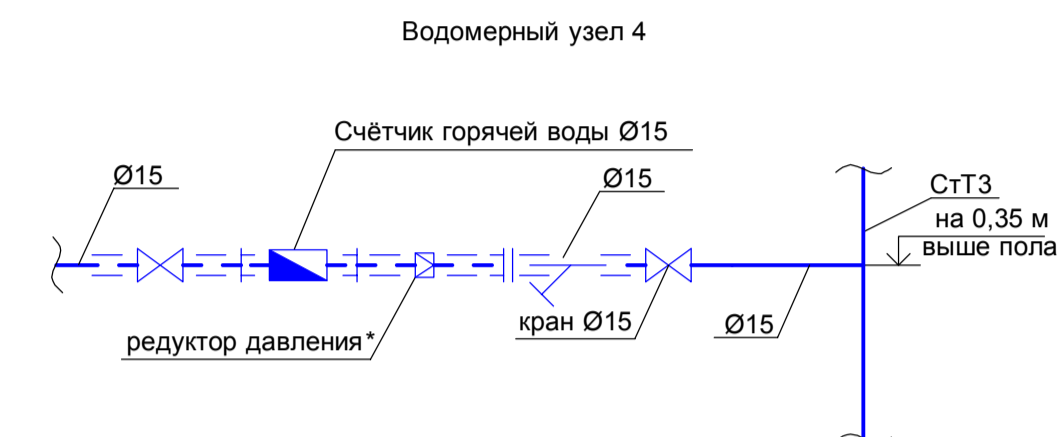 Водомерный узел 4
Счётчик горячей воды Ø15
Ø15
Ø15
СтТ3
на 0,35 м
выше пола
кран Ø15
Ø15
редуктор давления*